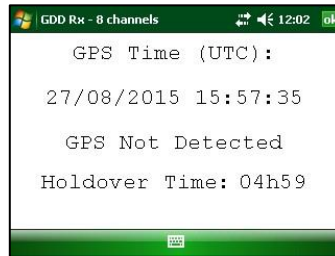 GDD Rx - 8 channels 12:02 ok
GPS Time (UTC):
27/08/2015 15:57:35
GPS Not Detected
Holdover Time: 04h59